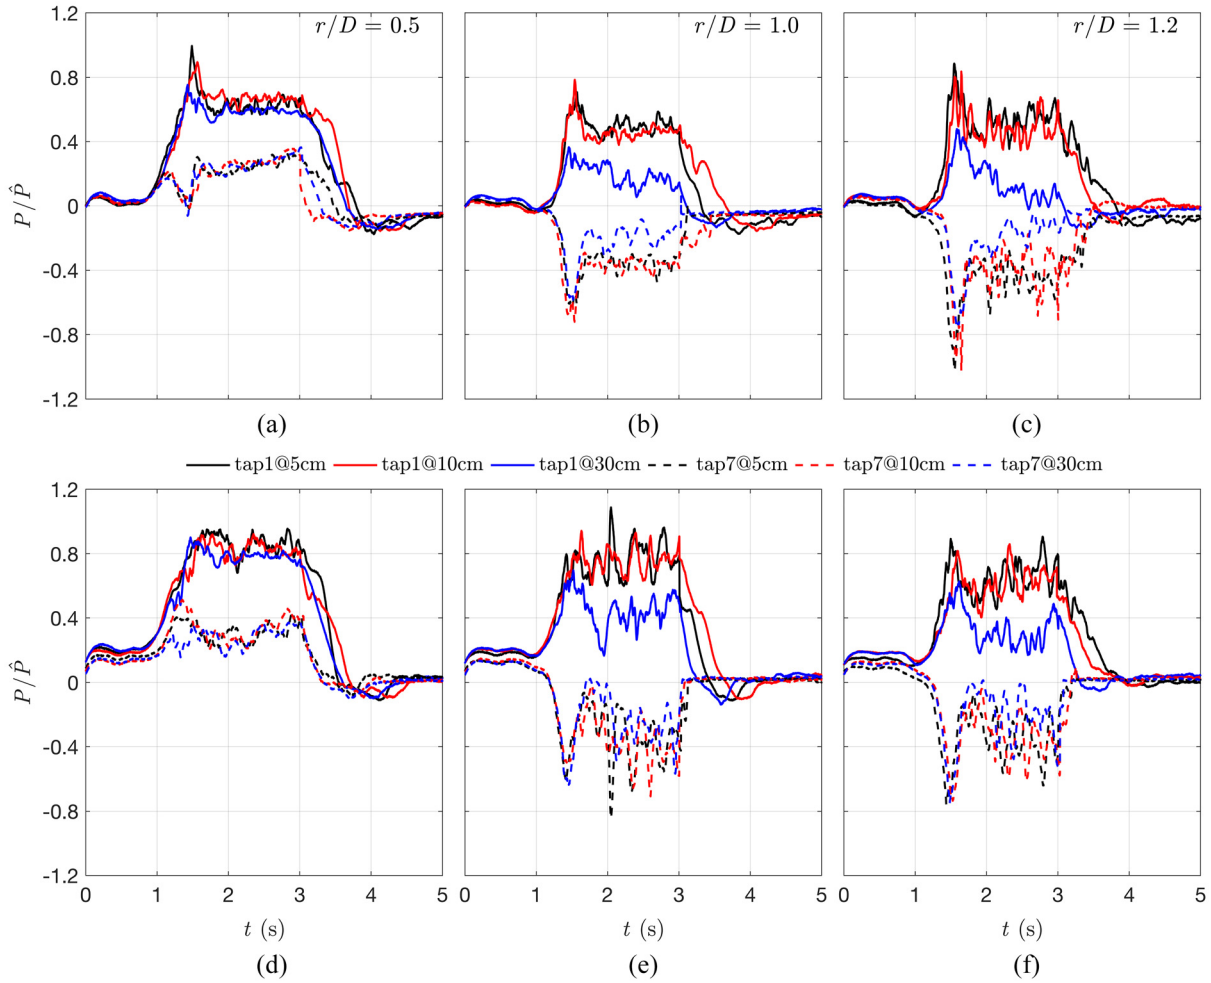 1.2
r/D = 0.5
r/D = 1.0
r/D = 1.2
0.8
0.4
P/P̂
0
-0.4
-0.8
-1.2
(a)
(b)
(c)
tap1@5cm tap1@10cm tap1@30cm tap7@5cm tap7@10cm tap7@30cm
1.2
0.8
0.4
P/P̂
0
-0.4
-0.8
-1.2
0 1 2 3 4 5 0 1 2 3 4 5 0 1 2 3 4 5
t (s) t (s) t (s)
(d)
(e)
(f)